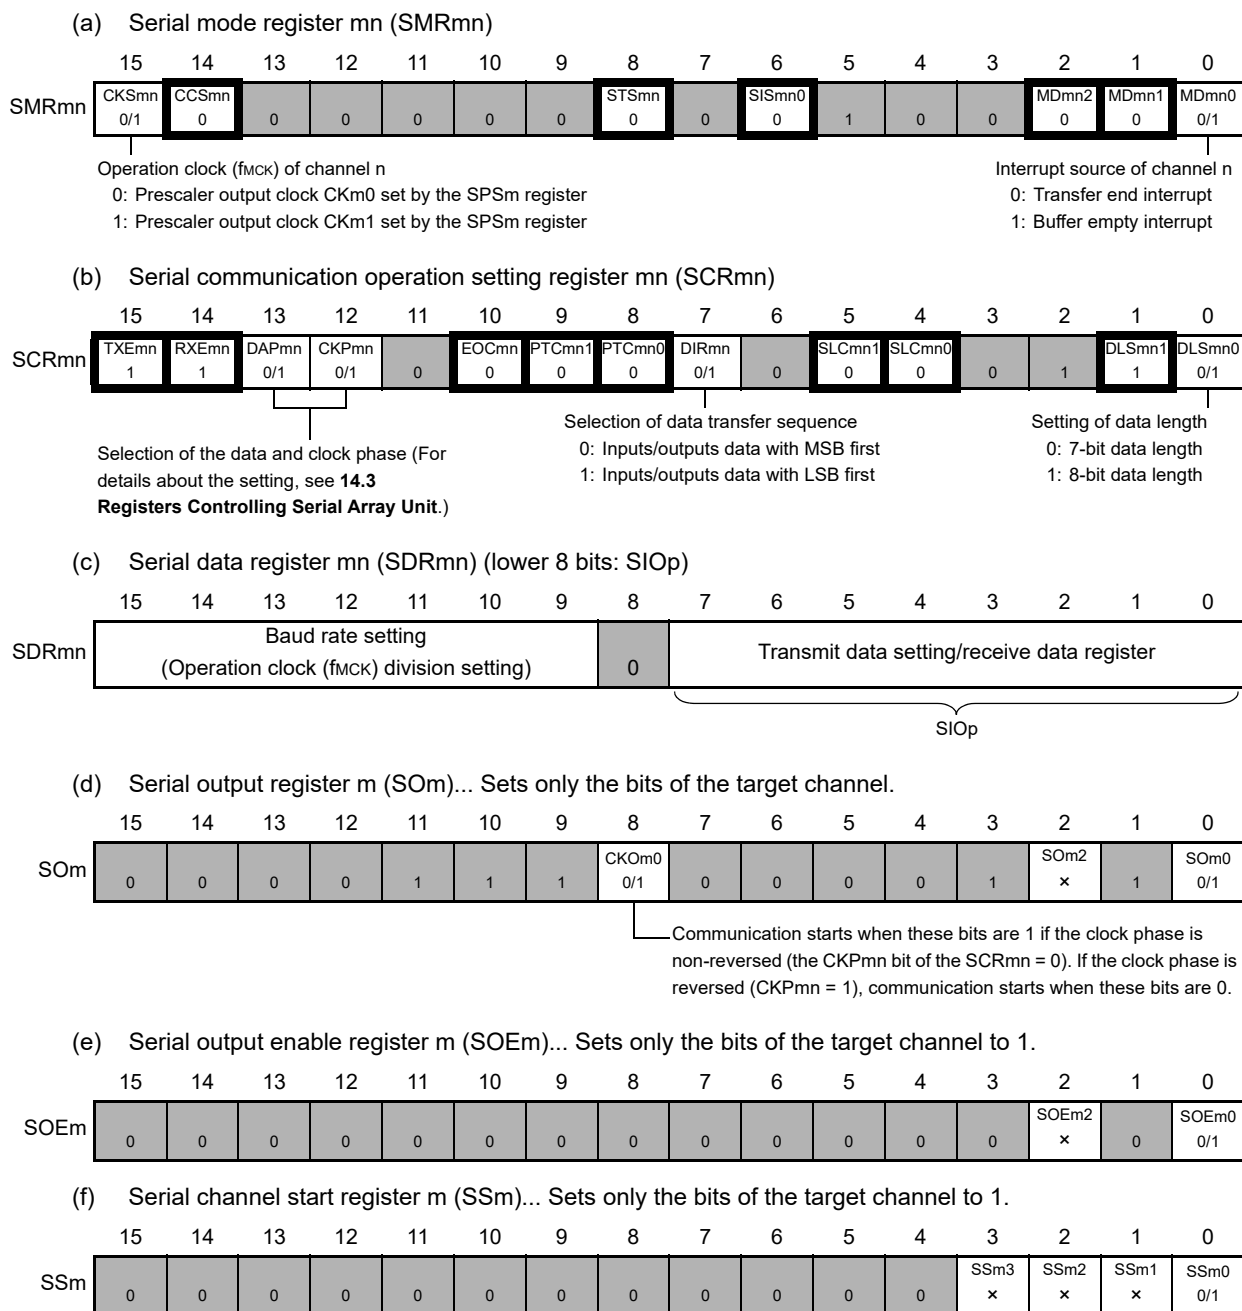 (a) Serial mode register mn (SMRmn)
15 14 13 12 11 10 9 8 7 6 5 4 3 2 1 0
SMRmn CKSmn CCSmn STSmn SISmn0 MDmn2 MDmn1 MDmn0
0/1 0 0 0 0 0 0 0 0 0 1 0 0 0 0 0/1
Operation clock (fMCK) of channel n
0: Prescaler output clock CKm0 set by the SPSm register
1: Prescaler output clock CKm1 set by the SPSm register
Interrupt source of channel n
0: Transfer end interrupt
1: Buffer empty interrupt
(b) Serial communication operation setting register mn (SCRmn)
15 14 13 12 11 10 9 8 7 6 5 4 3 2 1 0
SCRmn TXEmn RXEmn DAPmn CKPmn EOCmn PTCmn1 PTCmn0 DIRmn SLCmn1 SLCmn0 DLSmn1 DLSmn0
1 1 0/1 0/1 0 0 0 0 0/1 0 0 0 0 1 1 0/1
Selection of the data and clock phase (For
details about the setting, see 14.3
Registers Controlling Serial Array Unit.)
Selection of data transfer sequence
0: Inputs/outputs data with MSB first
1: Inputs/outputs data with LSB first
Setting of data length
0: 7-bit data length
1: 8-bit data length
(c) Serial data register mn (SDRmn) (lower 8 bits: SIOp)
15 14 13 12 11 10 9 8 7 6 5 4 3 2 1 0
SDRmn
Baud rate setting
(Operation clock (fMCK) division setting)
0
Transmit data setting/receive data register
SIOp
(d) Serial output register m (SOm)... Sets only the bits of the target channel.
15 14 13 12 11 10 9 8 7 6 5 4 3 2 1 0
SOm CKOm0 SOm2 SOm0
0 0 0 0 1 1 1 0/1 0 0 0 0 1 × 1 0/1
Communication starts when these bits are 1 if the clock phase is
non-reversed (the CKPmn bit of the SCRmn = 0). If the clock phase is
reversed (CKPmn = 1), communication starts when these bits are 0.
(e) Serial output enable register m (SOEm)... Sets only the bits of the target channel to 1.
15 14 13 12 11 10 9 8 7 6 5 4 3 2 1 0
SOEm SOEm2 SOEm0
0 0 0 0 0 0 0 0 0 0 0 0 0 × 0 0/1
(f) Serial channel start register m (SSm)... Sets only the bits of the target channel to 1.
15 14 13 12 11 10 9 8 7 6 5 4 3 2 1 0
SSm SSm3 SSm2 SSm1 SSm0
0 0 0 0 0 0 0 0 0 0 0 0 × × × 0/1